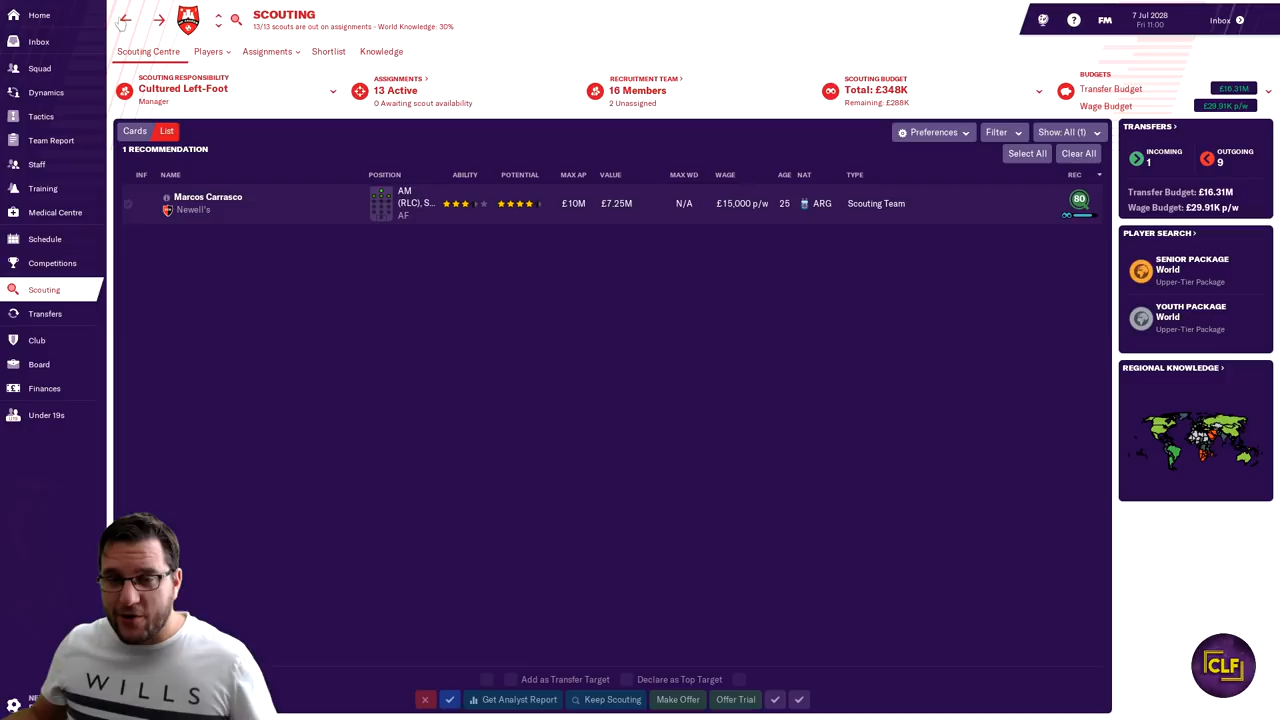 Home
Inbox
Squad
Dynamics
Tactics
Team Report
Staff
Training
Medical Centre
Schedule
Competitions
Scouting
Transfers
Club
Board
Finances
Under 19s
SCOUTING
13/13 scouts are out on assignments - World Knowledge: 30%
FM
7 Jul 2028
Fri 11:00
Inbox
Scouting Centre
Players
Assignments
Shortlist
Knowledge
SCOUTING RESPONSIBILITY
Cultured Left-Foot
Manager
ASSIGNMENTS >
13 Active
0 Awaiting scout availability
RECRUITMENT TEAM >
16 Members
2 Unassigned
SCOUTING BUDGET
Total: £348K
Remaining: £288K
BUDGETS
Transfer Budget
£16.31M
Wage Budget
£29.91K p/w
Cards
List
Preferences
Filter
Show: All (1)
1 RECOMMENDATION
Select All
Clear All
INF NAME POSITION ABILITY POTENTIAL MAX AP VALUE MAX WD WAGE AGE NAT TYPE REC
Marcos Carrasco
Newell's
AM
(RLC), S...
AF
£10M
£7.25M
N/A
£15,000 p/w
25
ARG
Scouting Team
80
TRANSFERS >
INCOMING
1
OUTGOING
9
Transfer Budget: £16.31M
Wage Budget: £29.91K p/w
PLAYER SEARCH >
SENIOR PACKAGE
World
Upper-Tier Package
YOUTH PACKAGE
World
Upper-Tier Package
REGIONAL KNOWLEDGE >
Add as Transfer Target
Declare as Top Target
Get Analyst Report
Keep Scouting
Make Offer
Offer Trial
WILLS
CLF